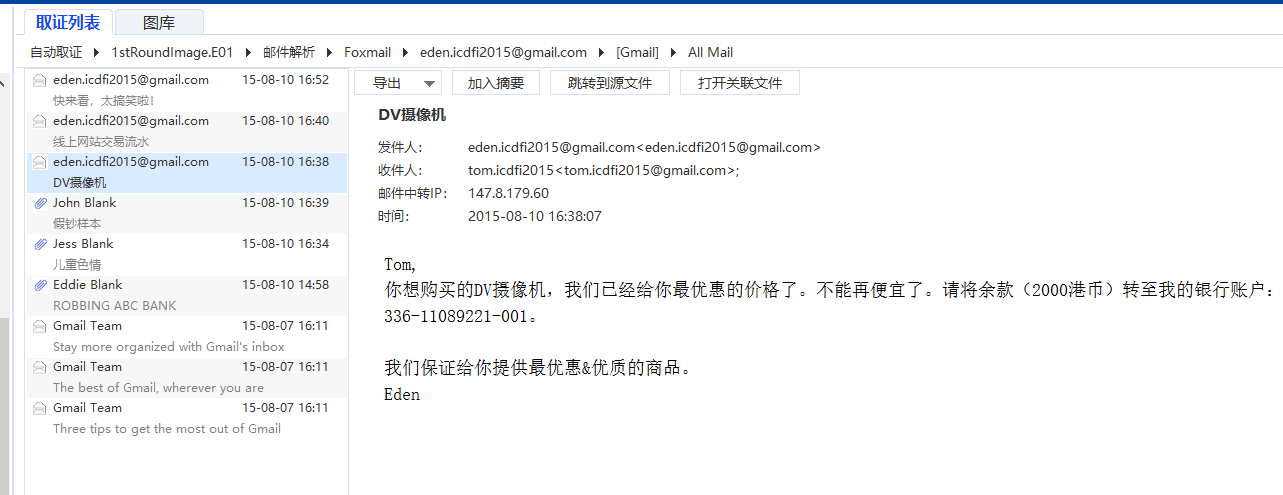 取证列表 图库
自动取证 1stRoundImage.E01 邮件解析 Foxmail eden.icdfi2015@gmail.com [Gmail] All Mail
eden.icdfi2015@gmail.com 15-08-10 16:52
快来看，太搞笑啦！
eden.icdfi2015@gmail.com 15-08-10 16:40
线上网站交易流水
eden.icdfi2015@gmail.com 15-08-10 16:38
DV摄像机
John Blank 15-08-10 16:39
假钞样本
Jess Blank 15-08-10 16:34
儿童色情
Eddie Blank 15-08-10 14:58
ROBBING ABC BANK
Gmail Team 15-08-07 16:11
Stay more organized with Gmail's inbox
Gmail Team 15-08-07 16:11
The best of Gmail, wherever you are
Gmail Team 15-08-07 16:11
Three tips to get the most out of Gmail
导出 加入摘要 跳转到源文件 打开关联文件
DV摄像机
发件人： eden.icdfi2015@gmail.com<eden.icdfi2015@gmail.com>
收件人： tom.icdfi2015<tom.icdfi2015@gmail.com>;
邮件中转IP： 147.8.179.60
时间： 2015-08-10 16:38:07
Tom,
你想购买的DV摄像机，我们已经给你最优惠的价格了。不能再便宜了。请将余款（2000港币）转至我的银行账户：
336-11089221-001。
我们保证给你提供最优惠&优质的商品。
Eden